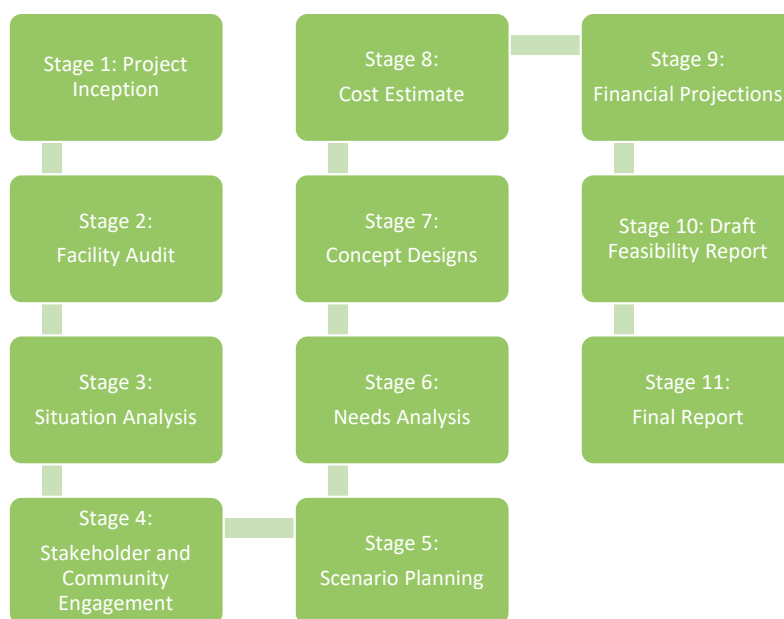 Stage 1: Project
Inception
Stage 2:
Facility Audit
Stage 3:
Situation Analysis
Stage 4:
Stakeholder and
Community
Engagement
Stage 5:
Scenario Planning
Stage 6:
Needs Analysis
Stage 7:
Concept Designs
Stage 8:
Cost Estimate
Stage 9:
Financial Projections
Stage 10: Draft
Feasibility Report
Stage 11:
Final Report